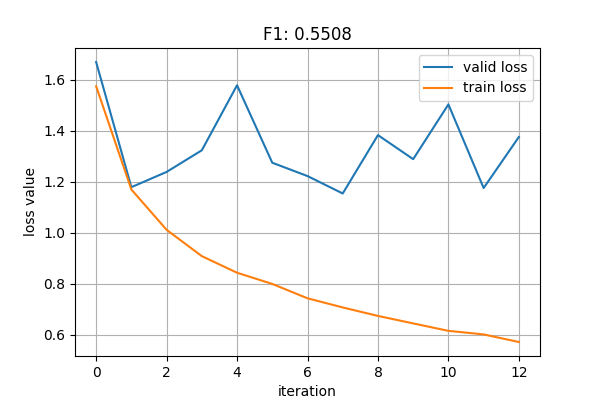 F1: 0.5508
valid loss
train loss
1.6
1.4
1.2
1.0
0.8
0.6
loss value
0 2 4 6 8 10 12
iteration